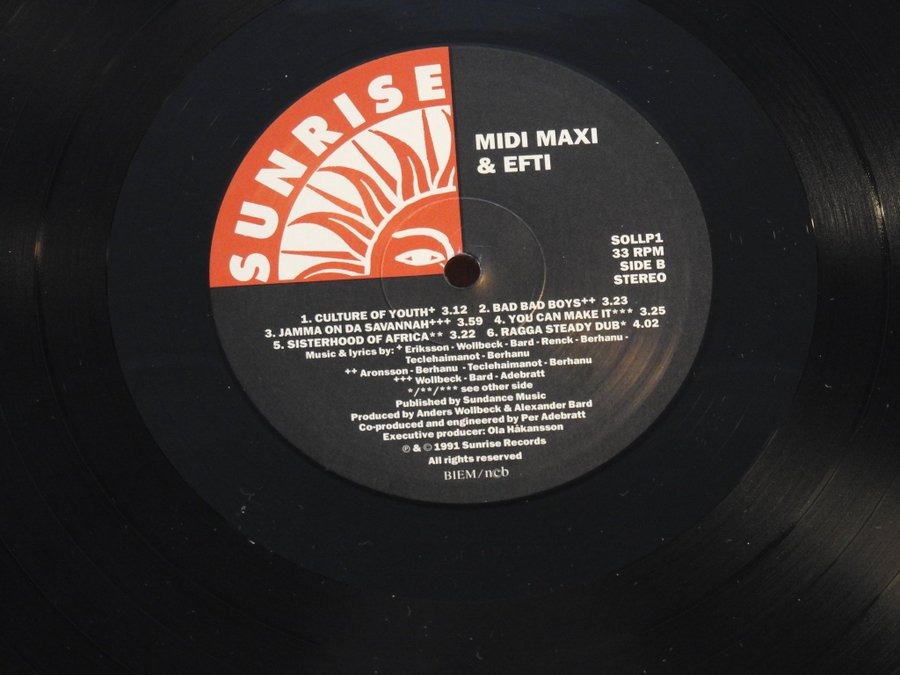 SUNRISE
MIDI MAXI
& EFTI
SOLLP1
33 RPM
SIDE B
STEREO
1. CULTURE OF YOUTH+ 3.12 2. BAD BAD BOYS++ 3.23
3. JAMMA ON DA SAVANNAH+++ 3.59 4. YOU CAN MAKE IT*** 3.25
5. SISTERHOOD OF AFRICA** 3.22 6. RAGGA STEADY DUB* 4.02
Music & lyrics by: + Eriksson - Wollbeck - Bard - Renck - Berhanu -
Teclehaimanot - Berhanu
++ Aronsson - Berhanu - Teclehaimanot - Berhanu
+++ Wollbeck - Bard - Adebratt
*/**/*** see other side
Published by Sundance Music
Produced by Anders Wollbeck & Alexander Bard
Co-produced and engineered by Per Adebratt
Executive producer: Ola Håkansson
℗ & © 1991 Sunrise Records
All rights reserved
BIEM/ncb